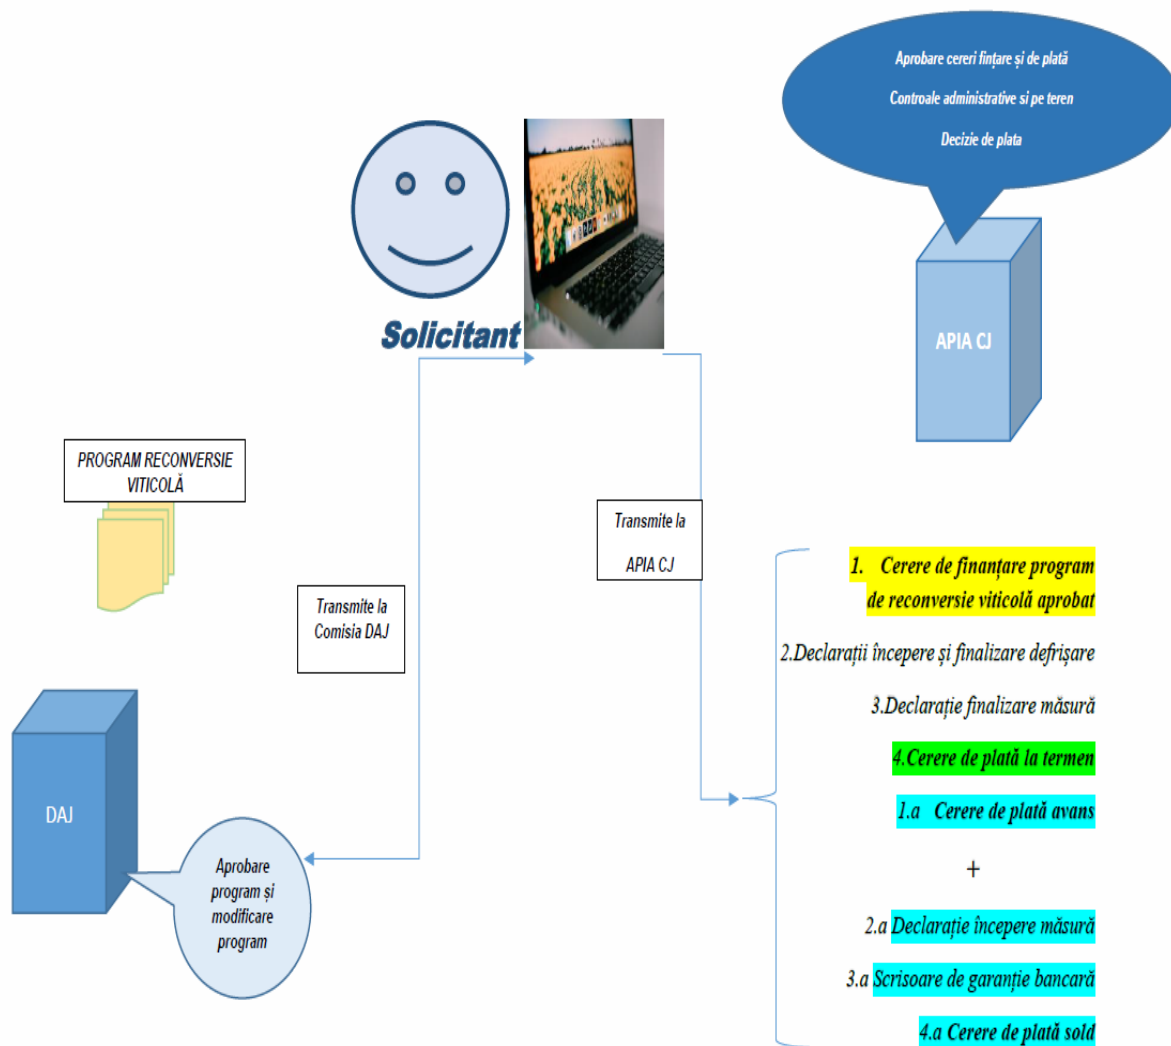 Aprobare cereri fințare și de plată
Controale administrative si pe teren
Decizie de plata
Solicitant
APIA CJ
PROGRAM RECONVERSIE
VITICOLĂ
Transmite la
APIA CJ
Transmite la
Comisia DAJ
1. Cerere de finanțare program
de reconversie viticolă aprobat
2.Declarații începere și finalizare defrișare
3.Declarație finalizare măsură
4.Cerere de plată la termen
1.a Cerere de plată avans
+
2.a Declarație începere măsură
3.a Scrisoare de garanție bancară
4.a Cerere de plată sold
DAJ
Aprobare
program și
modificare
program